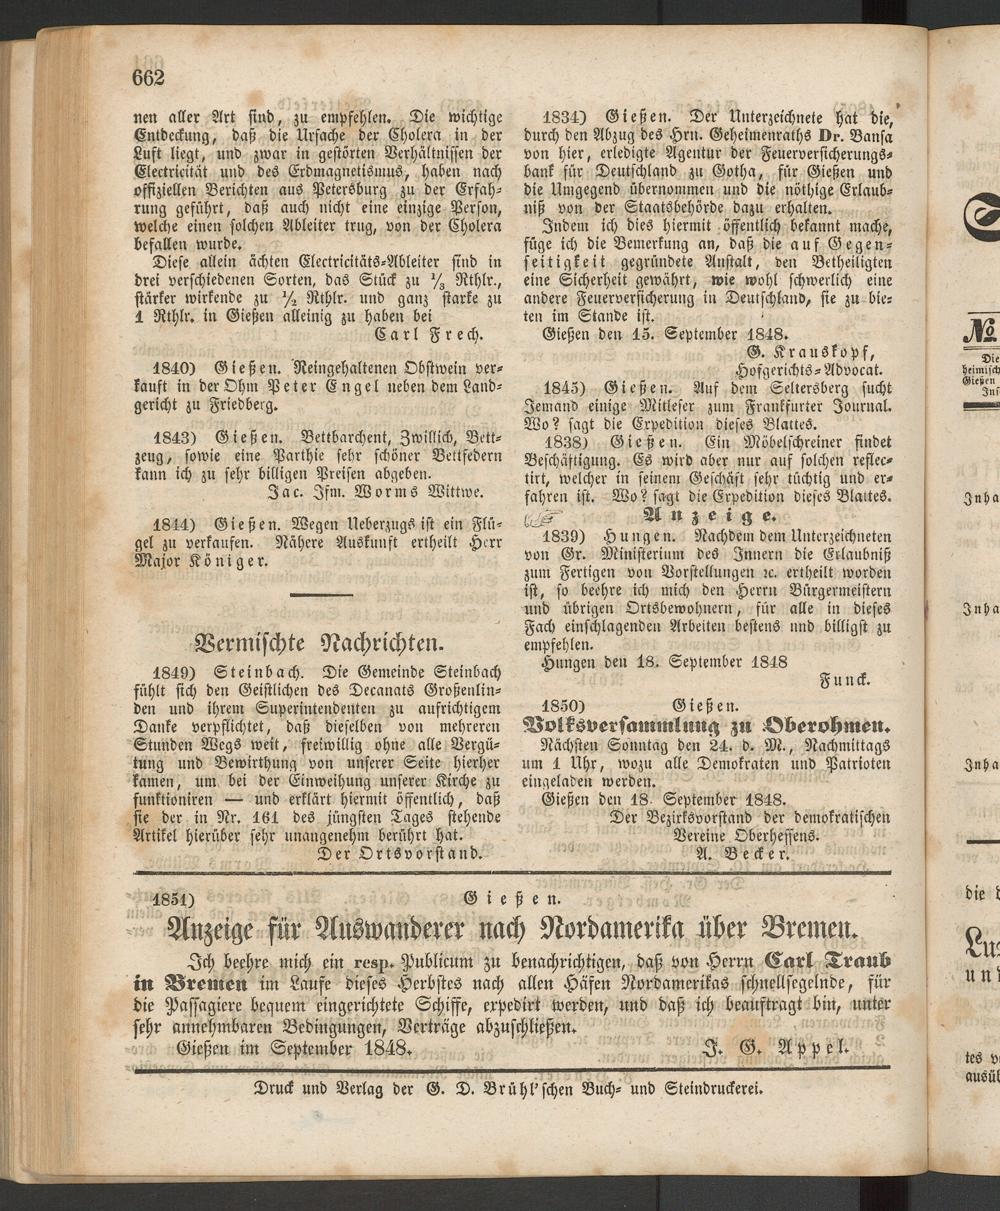 662
nen aller Art sind, zu empfehlen. Die wichtige
Entdeckung, daß die Ursache der Cholera in der
Luft liegt, und zwar in gestörten Verhältnissen der
Electricität und des Erdmagnetismus, haben nach
offiziellen Berichten aus Petersburg zu der Erfah-
rung geführt, daß auch nicht eine einzige Person,
welche einen solchen Ableiter trug, von der Cholera
befallen wurde.
Diese allein ächten Electricitäts-Ableiter sind in
drei verschiedenen Sorten, das Stück zu 1/3 Rthlr.,
stärker wirkende zu 1/2 Rthlr. und ganz starke zu
1 Rthlr. in Gießen alleinig zu haben bei
Carl Frech.
1840) Gießen. Reingehaltenen Obstwein ver-
kauft in der Ohm Peter Engel neben dem Land-
gericht zu Friedberg.
1843) Gießen. Bettbarchent, Zwillich, Bett-
zeug, sowie eine Parthie sehr schöner Bettfedern
kann ich zu sehr billigen Preisen abgeben.
Jac. Ism. Worms Wittwe.
1844) Gießen. Wegen Ueberzugs ist ein Flü-
gel zu verkaufen. Nähere Auskunft ertheilt Herr
Major Königer.
Vermischte Nachrichten.
1849) Steinbach. Die Gemeinde Steinbach
fühlt sich den Geistlichen des Decanats Großenlin-
den und ihrem Superintendenten zu aufrichtigem
Danke verpflichtet, daß dieselben von mehreren
Stunden Wegs weit, freiwillig ohne alle Vergü-
tung und Bewirthung von unserer Seite hierher
kamen, um bei der Einweihung unserer Kirche zu
funktioniren — und erklärt hiermit öffentlich, daß
sie der in Nr. 161 des jüngsten Tages stehende
Artikel hierüber sehr unangenehm berührt hat.
Der Ortsvorstand.
1834) Gießen. Der Unterzeichnete hat die,
durch den Abzug des Hrn. Geheimenraths Dr. Bansa
von hier, erledigte Agentur der Feuerversicherungs-
bank für Deutschland zu Gotha, für Gießen und
die Umgegend übernommen und die nöthige Erlaub-
niß von der Staatsbehörde dazu erhalten.
Indem ich dies hiermit öffentlich bekannt mache,
füge ich die Bemerkung an, daß die auf Gegen-
seitigkeit gegründete Anstalt, den Betheiligten
eine Sicherheit gewährt, wie wohl schwerlich eine
andere Feuerversicherung in Deutschland, sie zu bie-
ten im Stande ist.
Gießen den 15. September 1848.
G. Krauskopf,
Hofgerichts-Advocat.
1845) Gießen. Auf dem Seltersberg sucht
Jemand einige Mitleser zum Frankfurter Journal.
Wo? sagt die Expedition dieses Blattes.
1838) Gießen. Ein Möbelschreiner findet
Beschäftigung. Es wird aber nur auf solchen reflec-
tirt, welcher in seinem Geschäft sehr tüchtig und er-
fahren ist. Wo? sagt die Expedition dieses Blattes.
☞ Anzeige.
1839) Hungen. Nachdem dem Unterzeichneten
von Gr. Ministerium des Innern die Erlaubniß
zum Fertigen von Vorstellungen ꝛc. ertheilt worden
ist, so beehre ich mich den Herrn Bürgermeistern
und übrigen Ortsbewohnern, für alle in dieses
Fach einschlagenden Arbeiten bestens nnd billigst zu
empfehlen.
Hungen den 18. September 1848
Funck.
1850) Gießen.
Volksversammlung zu Oberohmen.
Nächsten Sonntag den 24. d. M., Nachmittags
um 1 Uhr, wozu alle Demokraten und Patrioten
eingeladen werden.
Gießen den 18. September 1848.
Der Bezirksvorstand der demokratischen
Vereine Oberhessens.
A. Becker.
1851) Gießen.
Anzeige für Auswanderer nach Nordamerika über Bremen.
Ich beehre mich ein resp. Publicum zu benachrichtigen, daß von Herrn Carl Traub
in Bremen im Laufe dieses Herbstes nach allen Häfen Nordamerikas schnellsegelnde, für
die Passagiere bequem eingerichtete Schiffe, expedirt werden, und daß ich beauftragt bin, unter
sehr annehmbaren Bedingungen, Verträge abzuschließen.
Gießen im September 1848.
J. G. Appel.
Druck und Verlag der G. D. Brühl'schen Buch- und Steindruckerei.
№
Die
heimisch
Gießen
Inha
Inha
Inha
die
tes
ausüb